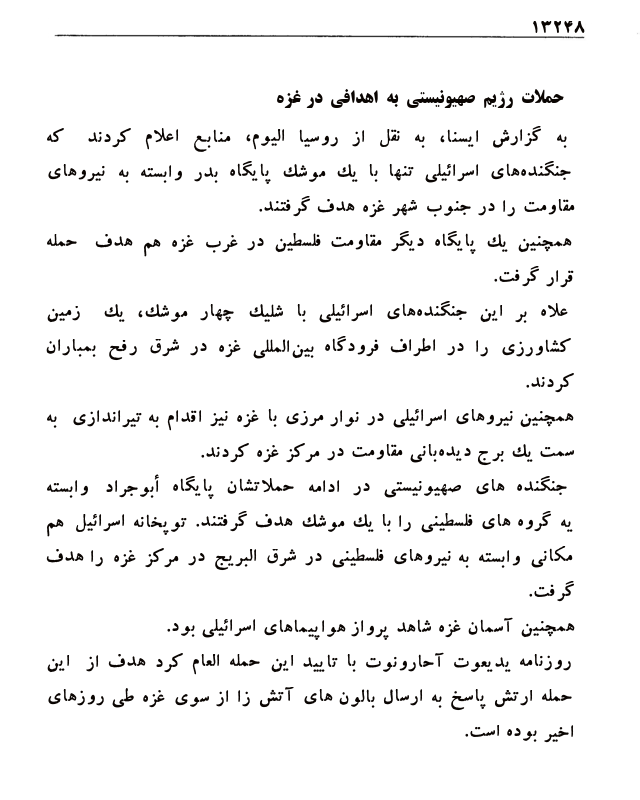 ۱۳۲۴۸
حملات رژیم صهیونیستی به اهدافی در غزه
به گزارش ایسنا، به نقل از روسیا الیوم، منابع اعلام کردند که
جنگنده‌های اسرائیلی تنها با یك موشك پایگاه بدر وابسته به نیروهای
مقاومت را در جنوب شهر غزه هدف گرفتند.
همچنین یك پایگاه دیگر مقاومت فلسطین در غرب غزه هم هدف حمله
قرار گرفت.
علاه بر این جنگنده‌های اسرائیلی با شلیك چهار موشك، یك زمین
کشاورزی را در اطراف فرودگاه بین‌المللی غزه در شرق رفح بمباران
کردند.
همچنین نیروهای اسرائیلی در نوار مرزی با غزه نیز اقدام به تیراندازی به
سمت یك برج دیده‌بانی مقاومت در مرکز غزه کردند.
جنگنده های صهیونیستی در ادامه حملاتشان پایگاه أبوجراد وابسته
یه گروه های فلسطینی را با یك موشك هدف گرفتند. توپخانه اسرائیل هم
مکانی وابسته به نیروهای فلسطینی در شرق البریج در مرکز غزه را هدف
گرفت.
همچنین آسمان غزه شاهد پرواز هواپیماهای اسرائیلی بود.
روزنامه یدیعوت آحارونوت با تایید این حمله العام کرد هدف از این
حمله ارتش پاسخ به ارسال بالون های آتش زا از سوی غزه طی روزهای
اخیر بوده است.